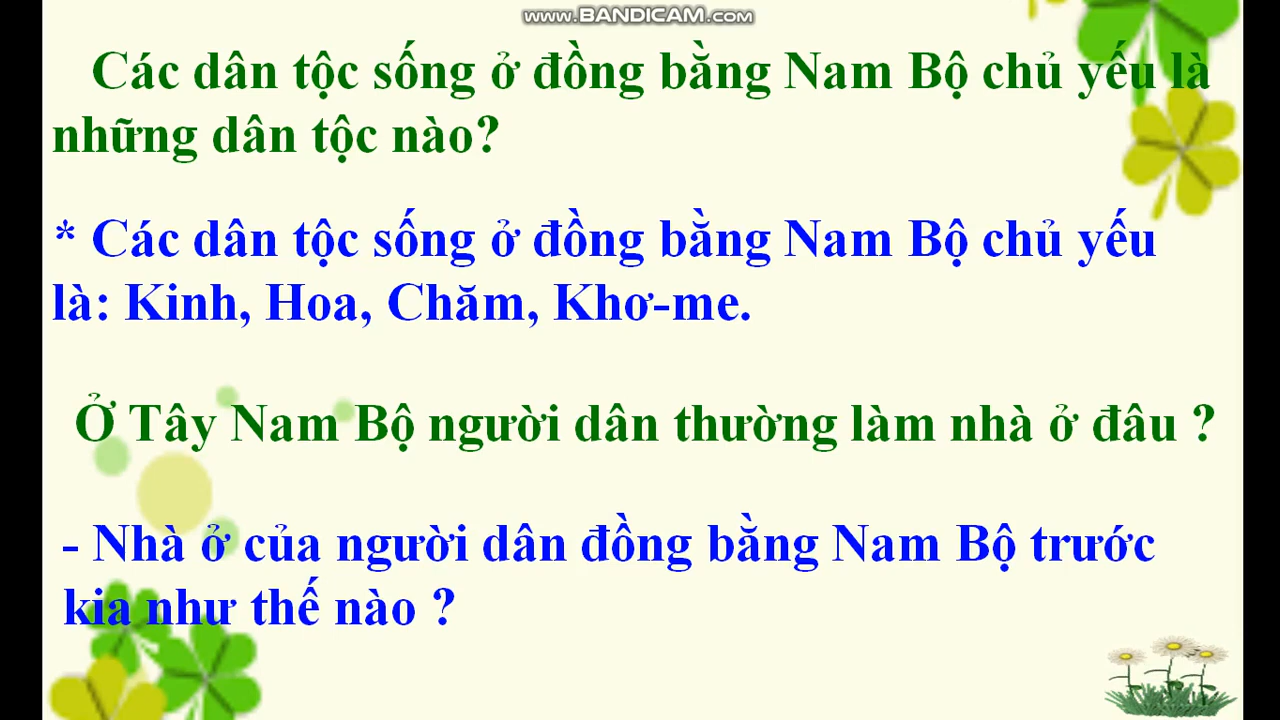 www.BANDICAM.com
Các dân tộc sống ở đồng bằng Nam Bộ chủ yếu là
những dân tộc nào?
* Các dân tộc sống ở đồng bằng Nam Bộ chủ yếu
là: Kinh, Hoa, Chăm, Khơ-me.
Ở Tây Nam Bộ người dân thường làm nhà ở đâu ?
- Nhà ở của người dân đồng bằng Nam Bộ trước
kia như thế nào ?